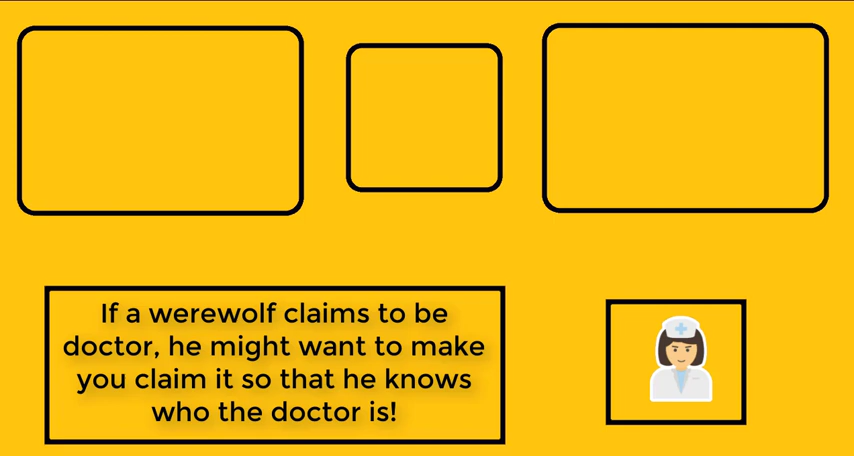 If a werewolf claims to be
doctor, he might want to make
you claim it so that he knows
who the doctor is!